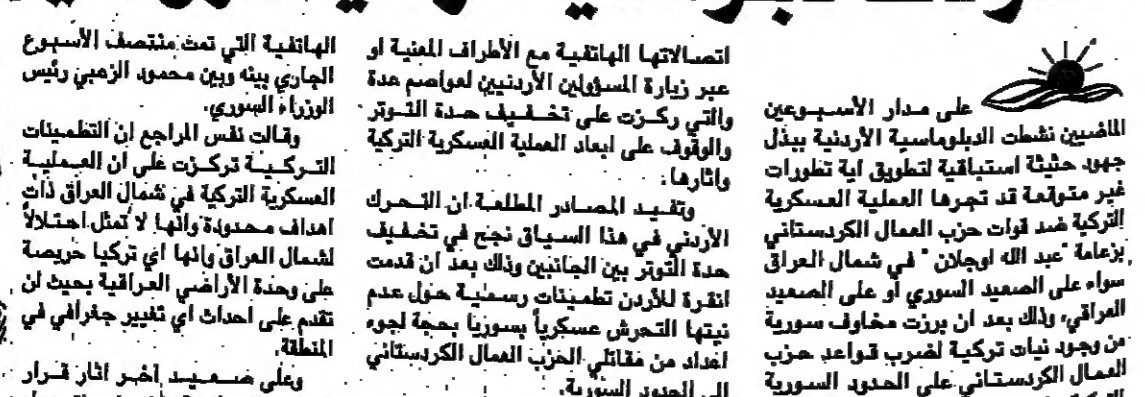 على مدار الأسبوعين
الماضيين نشطت الدبلوماسية الأردنية ببذل
جهود حثيثة استباقية لتطويق اية تطورات
غير متوقعة قد تجرها العملية العسكرية
التركية ضد قوات حزب العمال الكردستاني
بزعامة "عبد الله اوجلان" في شمال العراق
سواء على الصعيد السوري أو على الصعيد
العراقي، وذلك بعد ان برزت مخاوف سورية
من وجود نيات تركية لضرب قواعد حزب
العمال الكردستاني على الحدود السورية
اتصالاتها الهاتفية مع الأطراف المعنية او
عبر زيارة المسؤولين الأردنيين لعواصم عدة
والتي ركزت على تخفيف حدة التوتر
والوقوف على ابعاد العملية العسكرية التركية
واثارها.
وتفيد المصادر المطلعة ان التحرك
الأردني في هذا السياق نجح في تخفيف
حدة التوتر بين الجانبين وذلك بعد ان قدمت
انقرة للأردن تطمينات رسمية حول عدم
نيتها التحرش عسكرياً بسوريا بحجة لجوء
اعداد من مقاتلي الحزب العمال الكردستاني
الى الحدود السورية.
الهاتفية التي تمت منتصف الأسبوع
الجاري بينه وبين محمود الزعبي رئيس
الوزراء السوري.
وقالت نفس المراجع إن التطمينات
التركية تركزت على ان العملية
العسكرية التركية في شمال العراق ذات
اهداف محدودة وانها لا تمثل احتلالاً
لشمال العراق وانها اي تركيا حريصة
على وحدة الأراضي العراقية بحيث لن
تقدم على احداث اي تغيير جغرافي في
المنطقة.
وعلى صعيد اخر اثار قرار